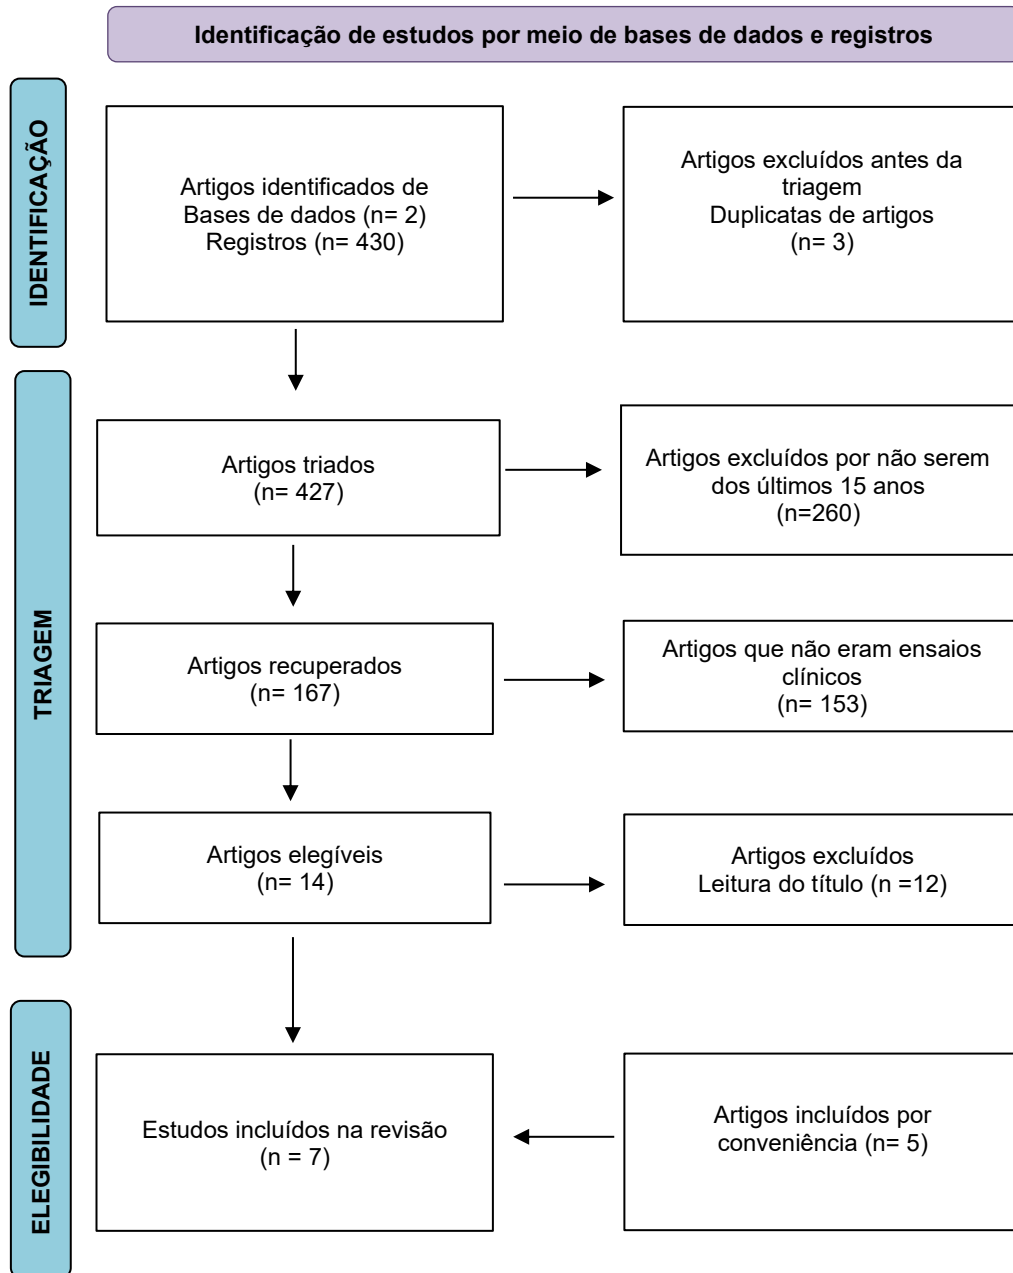 Identificação de estudos por meio de bases de dados e registros
IDENTIFICAÇÃO
Artigos identificados de
Bases de dados (n= 2)
Registros (n= 430)
Artigos excluídos antes da
triagem
Duplicatas de artigos
(n= 3)
TRIAGEM
Artigos triados
(n= 427)
Artigos excluídos por não serem
dos últimos 15 anos
(n=260)
Artigos recuperados
(n= 167)
Artigos que não eram ensaios
clínicos
(n= 153)
Artigos elegíveis
(n= 14)
Artigos excluídos
Leitura do título (n =12)
ELEGIBILIDADE
Estudos incluídos na revisão
(n = 7)
Artigos incluídos por
conveniência (n= 5)